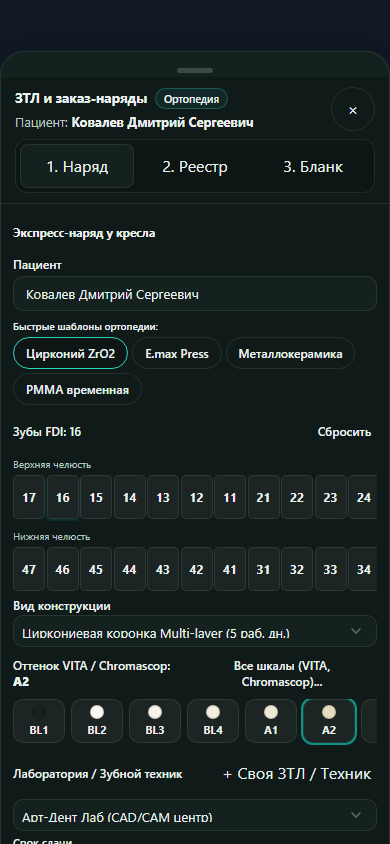 ЗТЛ и заказ-наряды Ортопедия
×
Пациент: Ковалев Дмитрий Сергеевич
1. Наряд 2. Реестр 3. Бланк
Экспресс-наряд у кресла
Пациент
Ковалев Дмитрий Сергеевич
Быстрые шаблоны ортопедии:
Цирконий ZrO2 E.max Press Металлокерамика
PMMA временная
Зубы FDI: 16 Сбросить
Верхняя челюсть
17 16 15 14 13 12 11 21 22 23 24
Нижняя челюсть
47 46 45 44 43 42 41 31 32 33 34
Вид конструкции
Циркониевая коронка Multi-layer (5 раб. дн.)
Оттенок VITA / Chromascop: A2
Все шкалы (VITA, Chromascop)...
BL1 BL2 BL3 BL4 A1 A2
Лаборатория / Зубной техник + Своя ЗТЛ / Техник
Арт-Дент Лаб (CAD/CAM центр)
Срок сдачи